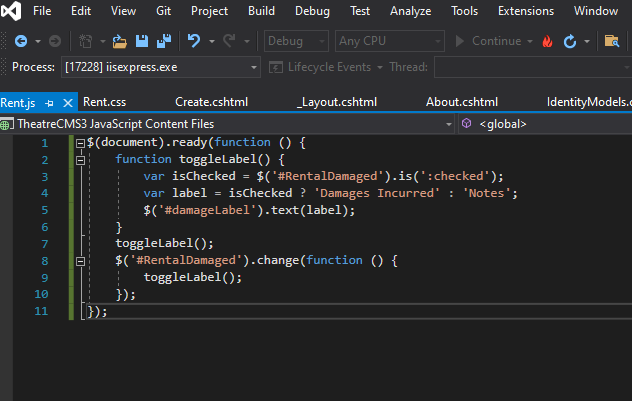 File Edit View Git Project Build Debug Test Analyze Tools Extensions Window
Debug Any CPU Continue
Process: [17228] iisexpress.exe Lifecycle Events Thread:
Rent.js Rent.css Create.cshtml _Layout.cshtml About.cshtml IdentityModels.c
TheatreCMS3 JavaScript Content Files <global>
1 $(document).ready(function () {
2 function toggleLabel() {
3 var isChecked = $('#RentalDamaged').is(':checked');
4 var label = isChecked ? 'Damages Incurred' : 'Notes';
5 $('#damageLabel').text(label);
6 }
7 toggleLabel();
8 $('#RentalDamaged').change(function () {
9 toggleLabel();
10 });
11 });